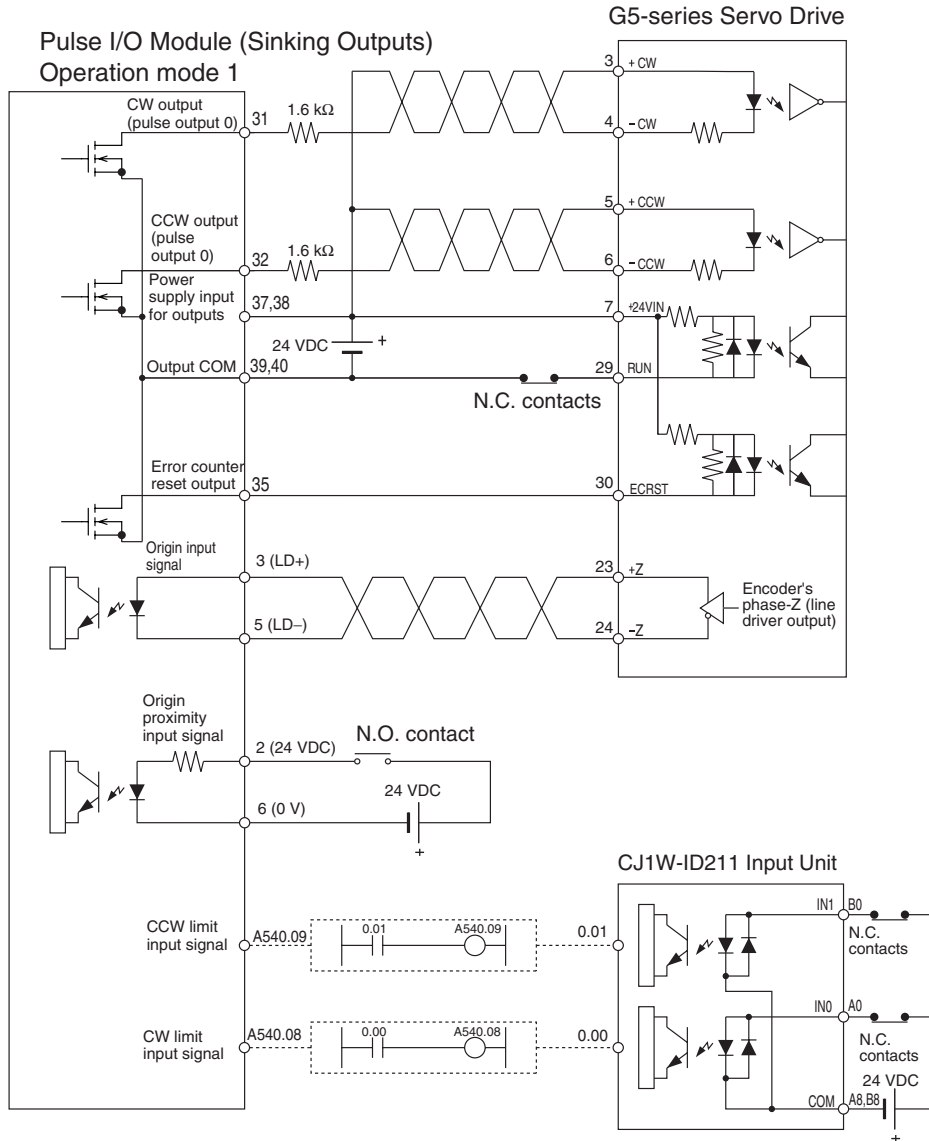 G5-series Servo Drive
Pulse I/O Module (Sinking Outputs)
Operation mode 1
CW output
(pulse output 0)
31
1.6 kΩ
3
+ CW
4
- CW
CCW output
(pulse
output 0)
32
1.6 kΩ
5
+ CCW
6
- CCW
Power
supply input
for outputs
37,38
7
+24VIN
24 VDC
+
Output COM
39,40
N.C. contacts
29
RUN
Error counter
reset output
35
30
ECRST
Origin input
signal
3 (LD+)
23
+Z
5 (LD−)
24
−Z
Encoder's
phase-Z (line
driver output)
Origin
proximity
input signal
2 (24 VDC)
N.O. contact
6 (0 V)
24 VDC
+
CJ1W-ID211 Input Unit
CCW limit
input signal
A540.09
0.01
A540.09
0.01
IN1
B0
N.C.
contacts
CW limit
input signal
A540.08
0.00
A540.08
0.00
IN0
A0
N.C.
contacts
24 VDC
COM
A8,B8
+